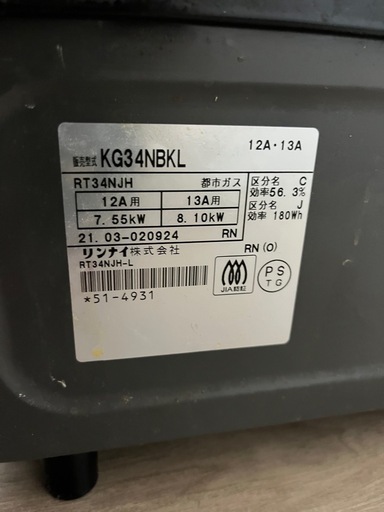 12A・13A
販売型式 KG34NBKL
RT34NJH 都市ガス
12A用 13A用
7.55kW 8.10kW
区分名 C
効率56.3%
区分名 J
効率 180Wh
21.03-020924 RN
リンナイ株式会社 RN (O)
RT34NJH-L
*51-4931
JIA認証
PS
TG